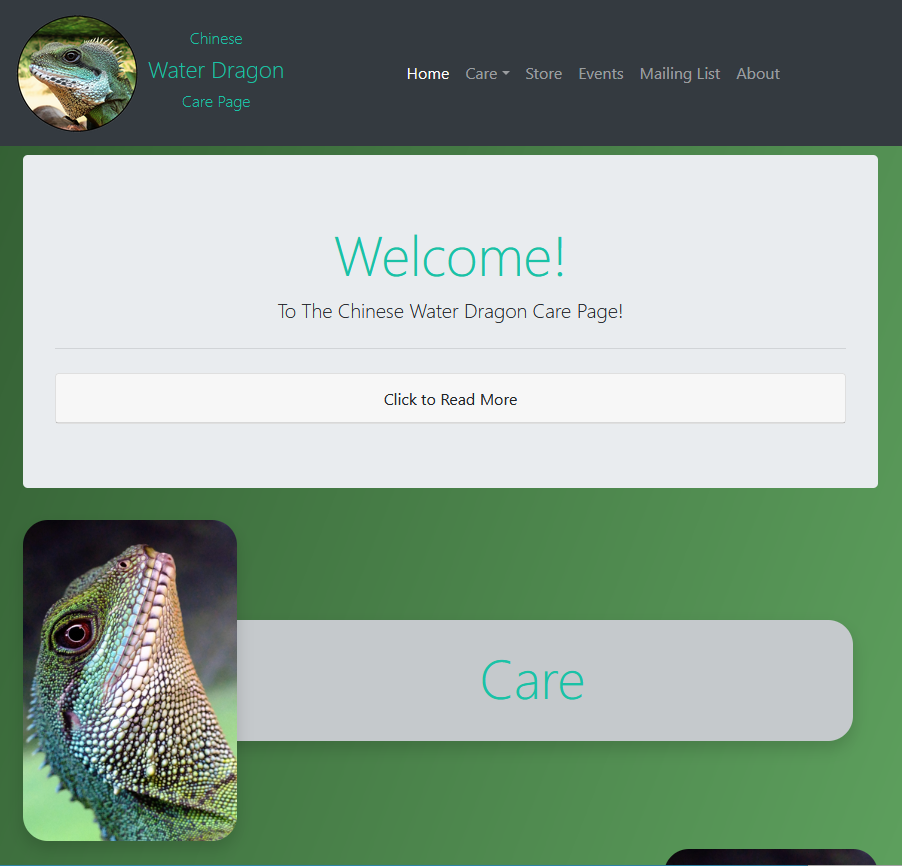 Chinese
Water Dragon
Care Page
Home Care Store Events Mailing List About
Welcome!
To The Chinese Water Dragon Care Page!
Click to Read More
Care